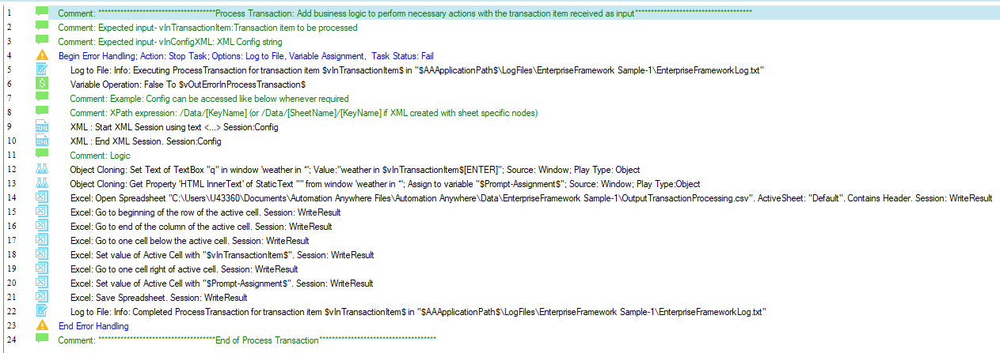 1 Comment: *************************************Process Transaction: Add business logic to perform necessary actions with the transaction item received as input*************************************
2 Comment: Expected input- vInTransactionItem:Transaction item to be processed
3 Comment: Expected input- vInConfigXML: XML Config string
4 Begin Error Handling; Action: Stop Task; Options: Log to File, Variable Assignment, Task Status: Fail
5 Log to File: Info: Executing ProcessTransaction for transaction item $vInTransactionItem$ in "$AAApplicationPath$\LogFiles\EnterpriseFramework Sample-1\EnterpriseFrameworkLog.txt"
6 Variable Operation: False To $vOutErrorInProcessTransaction$
7 Comment: Example: Config can be accessed like below whenever required
8 Comment: XPath expression: /Data/[KeyName] (or /Data/[SheetName]/[KeyName] if XML created with sheet specific nodes)
9 XML : Start XML Session using text <...> Session:Config
10 XML : End XML Session. Session:Config
11 Comment: Logic
12 Object Cloning: Set Text of TextBox "q" in window 'weather in *'; Value:"weather in $vInTransactionItem$[ENTER]"; Source: Window; Play Type: Object
13 Object Cloning: Get Property 'HTML InnerText' of StaticText "" from window 'weather in *'; Assign to variable "$Prompt-Assignment$"; Source: Window; Play Type:Object
14 Excel: Open Spreadsheet "C:\Users\U43360\Documents\Automation Anywhere Files\Automation Anywhere\Data\EnterpriseFramework Sample-1\OutputTransactionProcessing.csv". ActiveSheet: "Default". Contains Header. Session: WriteResult
15 Excel: Go to beginning of the row of the active cell. Session: WriteResult
16 Excel: Go to end of the column of the active cell. Session: WriteResult
17 Excel: Go to one cell below the active cell. Session: WriteResult
18 Excel: Set value of Active Cell with "$vInTransactionItem$". Session: WriteResult
19 Excel: Go to one cell right of active cell. Session: WriteResult
20 Excel: Set value of Active Cell with "$Prompt-Assignment$". Session: WriteResult
21 Excel: Save Spreadsheet. Session: WriteResult
22 Log to File: Info: Completed ProcessTransaction for transaction item $vInTransactionItem$ in "$AAApplicationPath$\LogFiles\EnterpriseFramework Sample-1\EnterpriseFrameworkLog.txt"
23 End Error Handling
24 Comment: *************************************End of Process Transaction*************************************